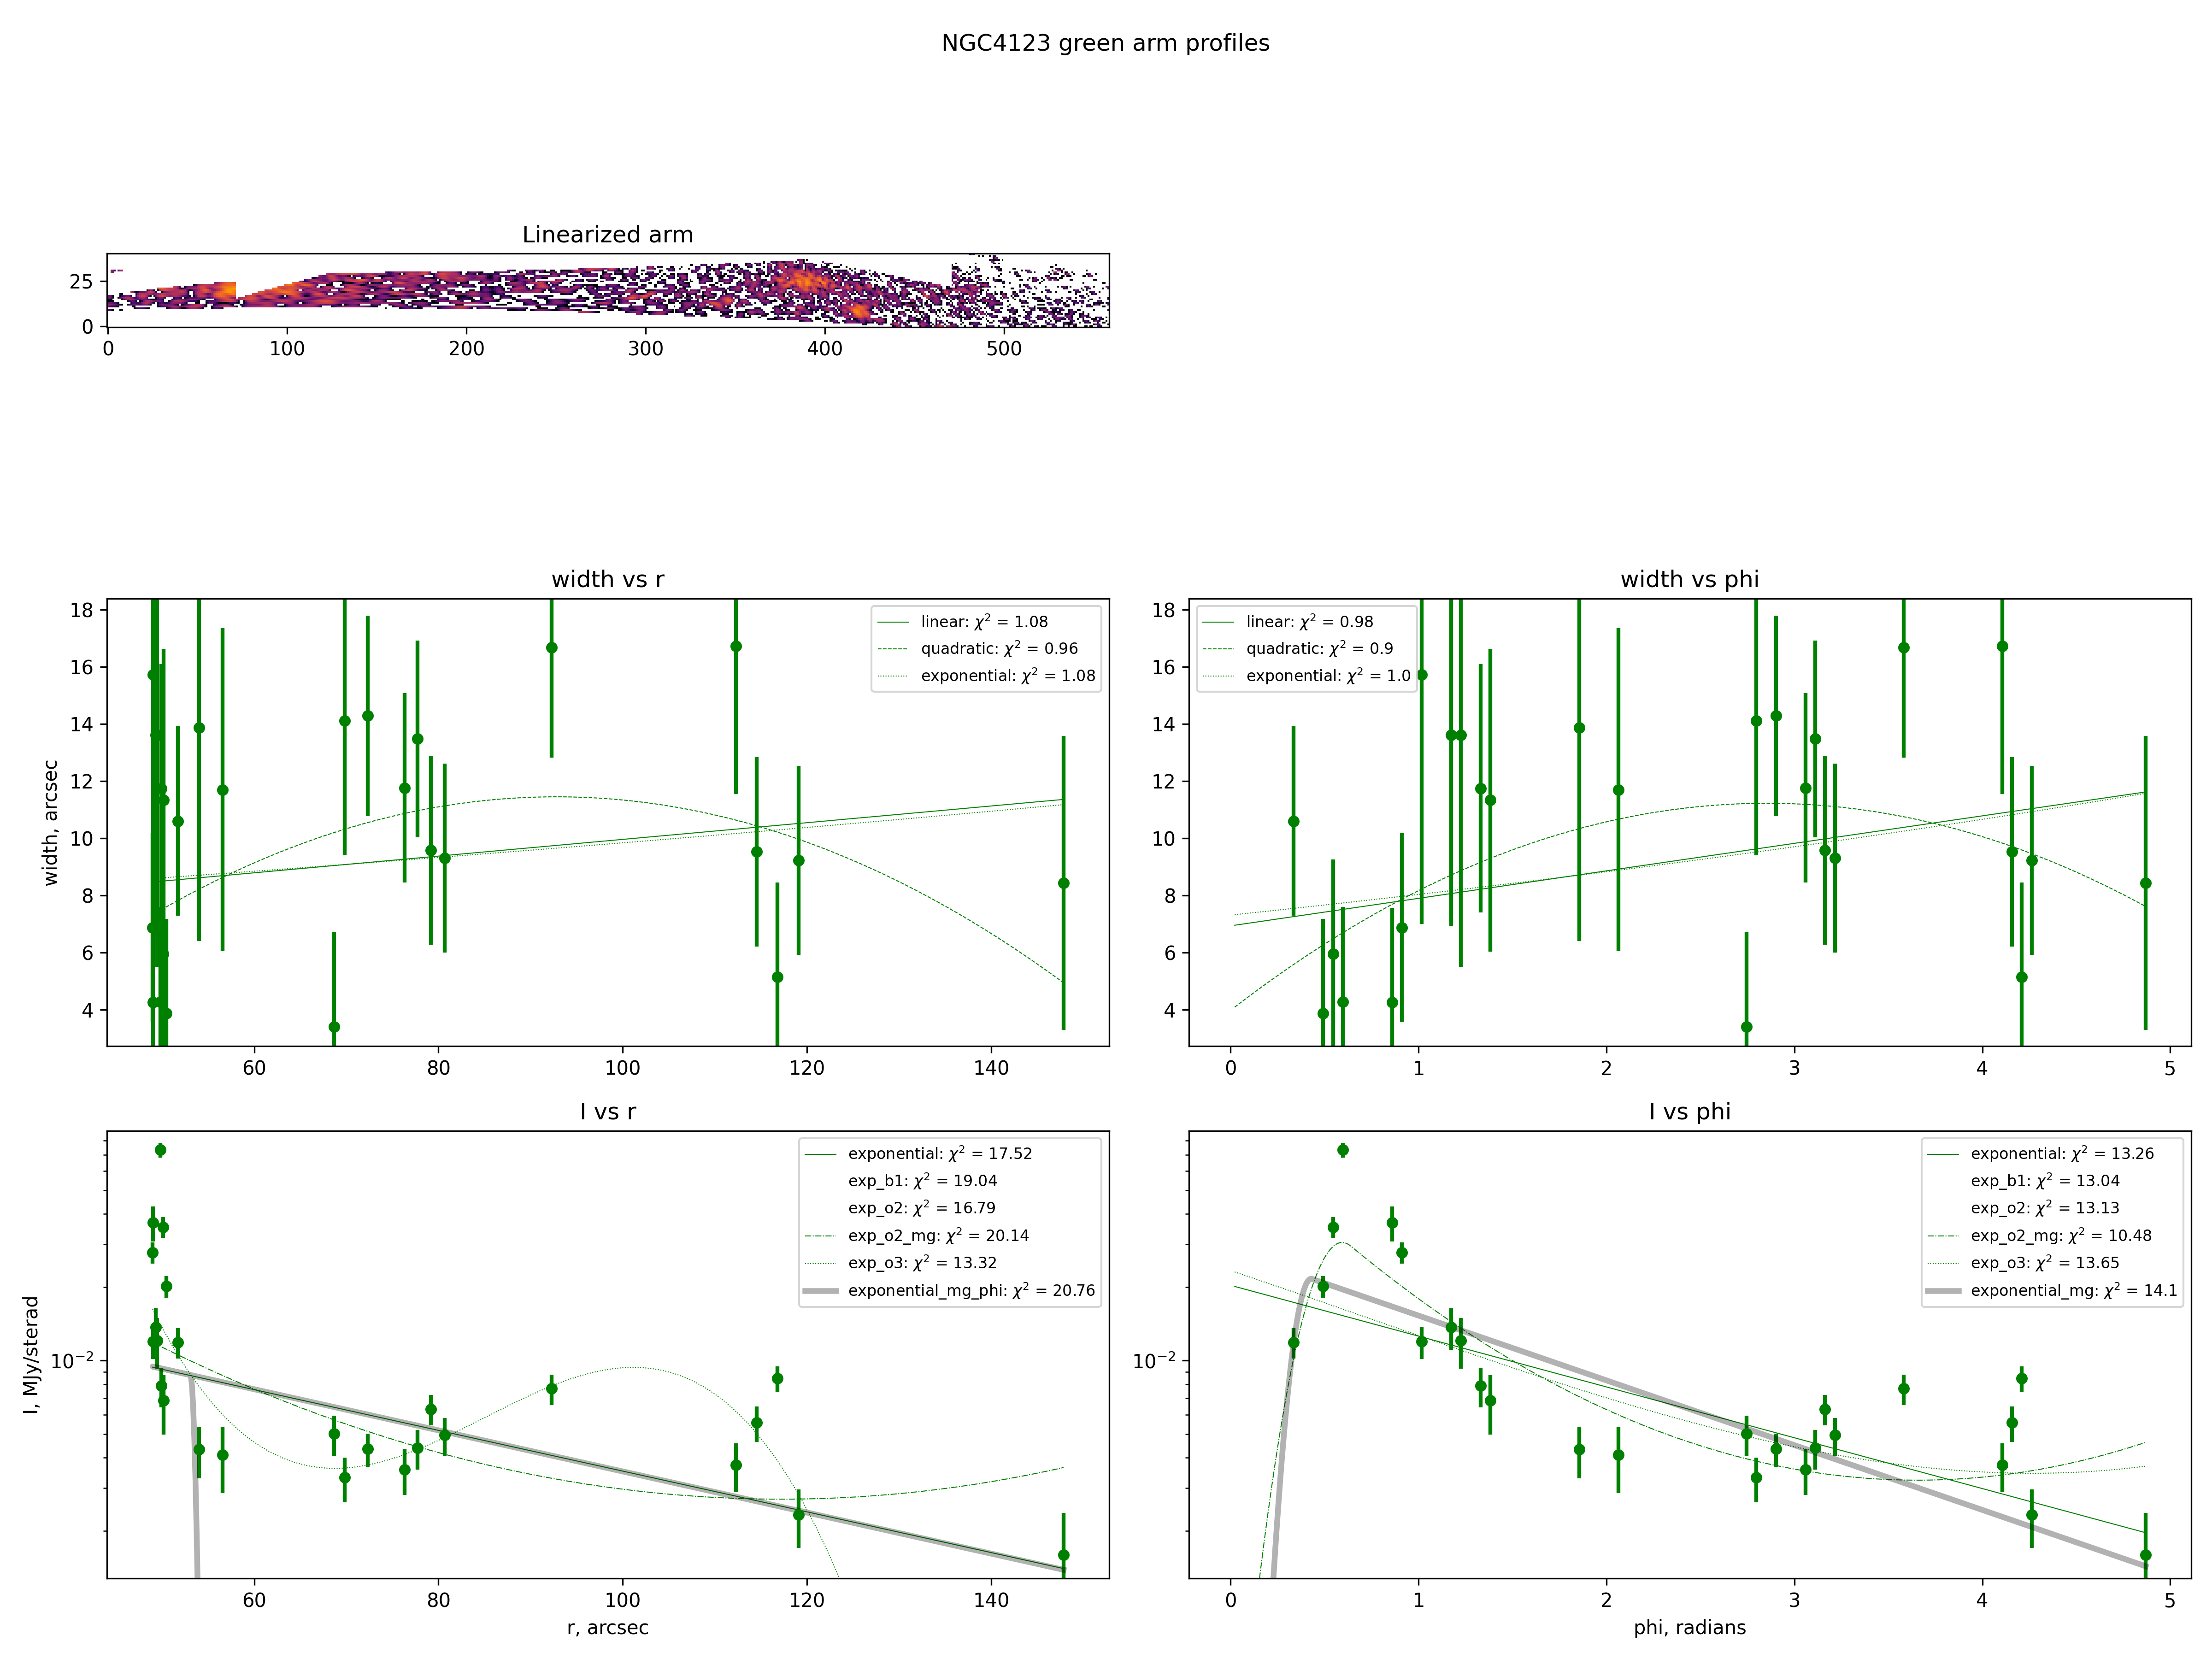 NGC4123 green arm profiles
Linearized arm
25
0
0 100 200 300 400 500
width vs r
18
16
14
12
10
8
6
4
width, arcsec
linear: χ² = 1.08
quadratic: χ² = 0.96
exponential: χ² = 1.08
60 80 100 120 140
width vs phi
18
16
14
12
10
8
6
4
linear: χ² = 0.98
quadratic: χ² = 0.9
exponential: χ² = 1.0
0 1 2 3 4 5
I vs r
10⁻²
I, MJy/sterad
exponential: χ² = 17.52
exp_b1: χ² = 19.04
exp_o2: χ² = 16.79
exp_o2_mg: χ² = 20.14
exp_o3: χ² = 13.32
exponential_mg_phi: χ² = 20.76
60 80 100 120 140
r, arcsec
I vs phi
10⁻²
exponential: χ² = 13.26
exp_b1: χ² = 13.04
exp_o2: χ² = 13.13
exp_o2_mg: χ² = 10.48
exp_o3: χ² = 13.65
exponential_mg: χ² = 14.1
0 1 2 3 4 5
phi, radians